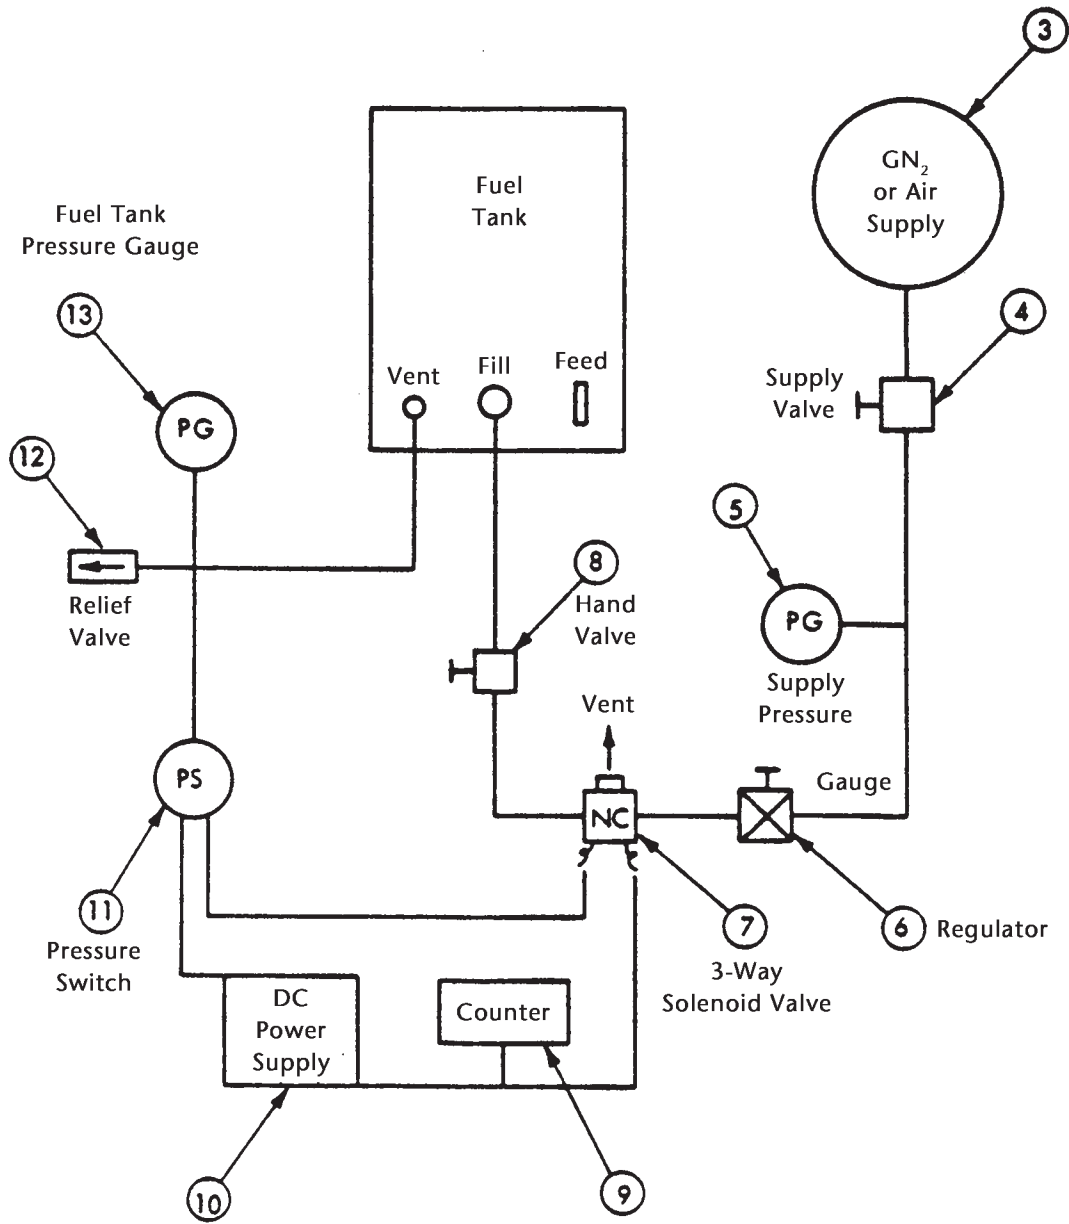 3
GN₂
or Air
Supply
Fuel
Tank
Fuel Tank
Pressure Gauge
13
4
Vent
Fill
Feed
Supply
Valve
PG
12
5
8
Relief
Valve
Hand
Valve
PG
Supply
Pressure
Vent
PS
Gauge
NC
11
7
6
Regulator
Pressure
Switch
3-Way
Solenoid Valve
DC
Power
Supply
Counter
10
9